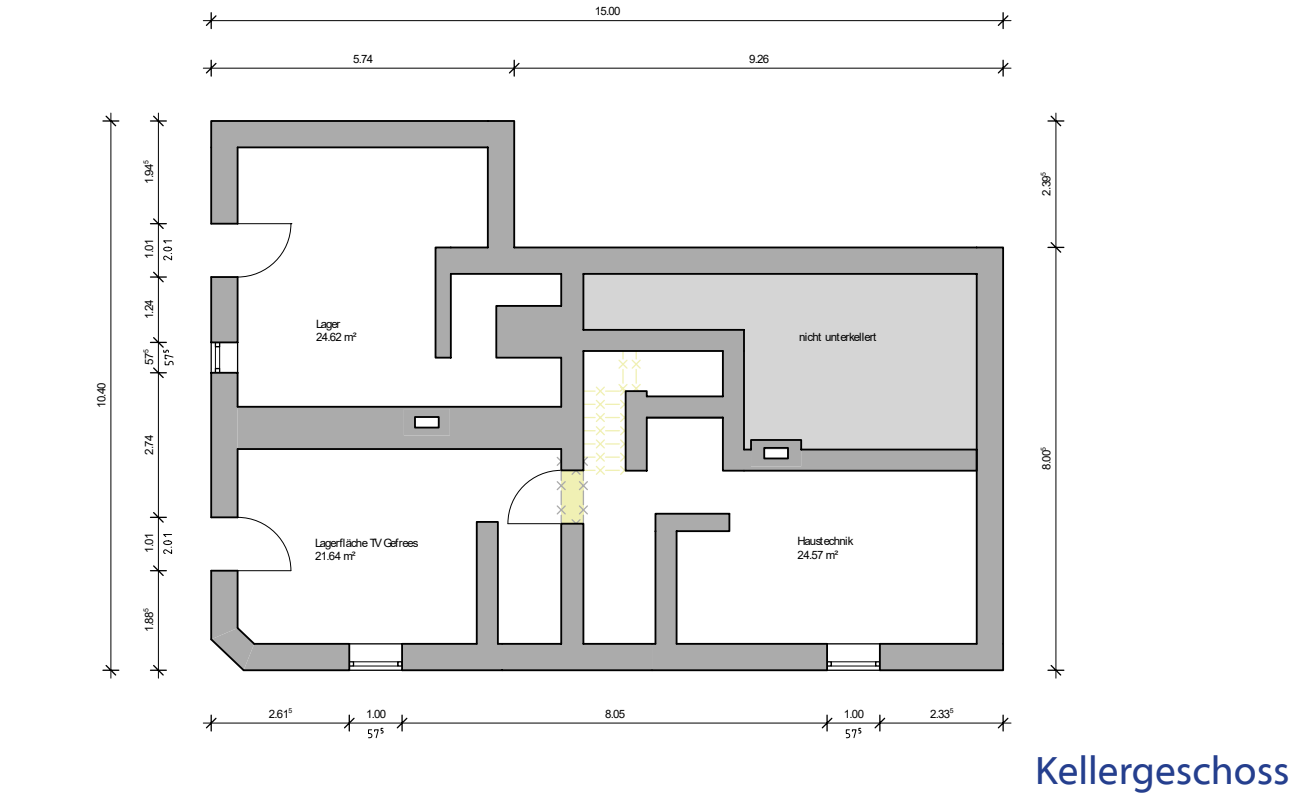 15.00
5.74
9.26
1.94⁵
1.01
2.01
1.24
57⁵
57⁵
2.74
1.01
2.01
1.88⁵
10.40
2.39⁵
8.00⁵
Lager
24.62 m²
nicht unterkellert
Lagerfläche TV Gefrees
21.64 m²
Haustechnik
24.57 m²
2.61⁵
1.00
57⁵
8.05
1.00
57⁵
2.33⁵
Kellergeschoss